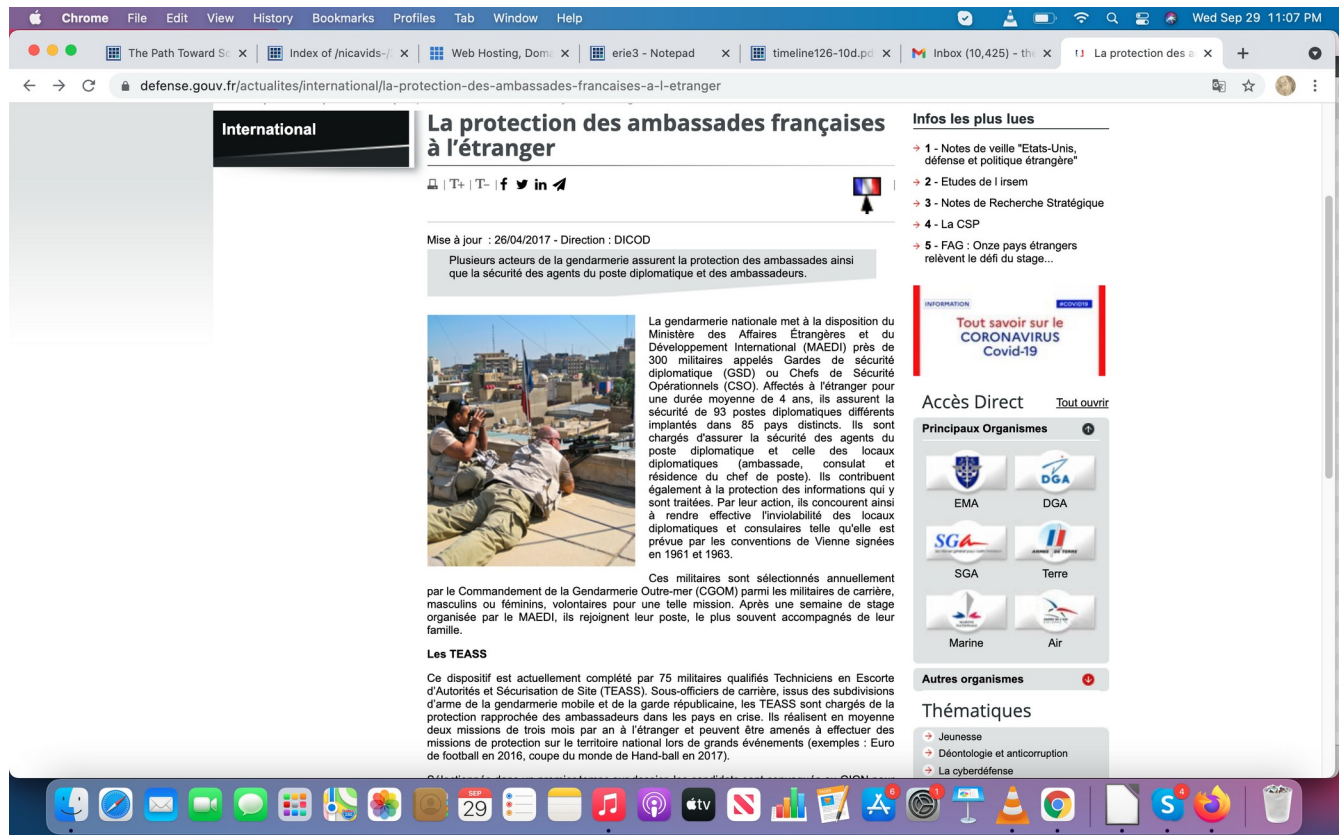 Chrome File Edit View History Bookmarks Profiles Tab Window Help
Wed Sep 29 11:07 PM
The Path Toward Sc
Index of /nicavids-/
Web Hosting, Dom
erie3 - Notepad
timeline126-10d.pd
Inbox (10,425) - the
La protection des a
defense.gouv.fr/actualites/international/la-protection-des-ambassades-francaises-a-l-etranger
International
La protection des ambassades françaises
à l'étranger
T+ | T- | f in
Mise à jour : 26/04/2017 - Direction : DICOD
Plusieurs acteurs de la gendarmerie assurent la protection des ambassades ainsi
que la sécurité des agents du poste diplomatique et des ambassadeurs.
La gendarmerie nationale met à la disposition du
Ministère des Affaires Étrangères et du
Développement International (MAEDI) près de
300 militaires appelés Gardes de sécurité
diplomatique (GSD) ou Chefs de Sécurité
Opérationnels (CSO). Affectés à l'étranger pour
une durée moyenne de 4 ans, ils assurent la
sécurité de 93 postes diplomatiques différents
implantés dans 85 pays distincts. Ils sont
chargés d'assurer la sécurité des agents du
poste diplomatique et celle des locaux
diplomatiques (ambassade, consulat et
résidence du chef de poste). Ils contribuent
également à la protection des informations qui y
sont traitées. Par leur action, ils concourent ainsi
à rendre effective l'inviolabilité des locaux
diplomatiques et consulaires telle qu'elle est
prévue par les conventions de Vienne signées
en 1961 et 1963.
Ces militaires sont sélectionnés annuellement
par le Commandement de la Gendarmerie Outre-mer (CGOM) parmi les militaires de carrière,
masculins ou féminins, volontaires pour une telle mission. Après une semaine de stage
organisée par le MAEDI, ils rejoignent leur poste, le plus souvent accompagnés de leur
famille.
Les TEASS
Ce dispositif est actuellement complété par 75 militaires qualifiés Techniciens en Escorte
d'Autorités et Sécurisation de Site (TEASS). Sous-officiers de carrière, issus des subdivisions
d'arme de la gendarmerie mobile et de la garde républicaine, les TEASS sont chargés de la
protection rapprochée des ambassadeurs dans les pays en crise. Ils réalisent en moyenne
deux missions de trois mois par an à l'étranger et peuvent être amenés à effectuer des
missions de protection sur le territoire national lors de grands événements (exemples : Euro
de football en 2016, coupe du monde de Hand-ball en 2017).
Infos les plus lues
1 - Notes de veille "Etats-Unis,
défense et politique étrangère"
2 - Etudes de l irsem
3 - Notes de Recherche Stratégique
4 - La CSP
5 - FAG : Onze pays étrangers
relèvent le défi du stage...
INFORMATION #COVID19
Tout savoir sur le
CORONAVIRUS
Covid-19
Accès Direct Tout ouvrir
Principaux Organismes
DGA
EMA DGA
SGA
ARMÉE DE TERRE
SGA Terre
Marine Air
Autres organismes
Thématiques
Jeunesse
Déontologie et anticorruption
La cyberdéfense
SEP
29
tv
6
1
4